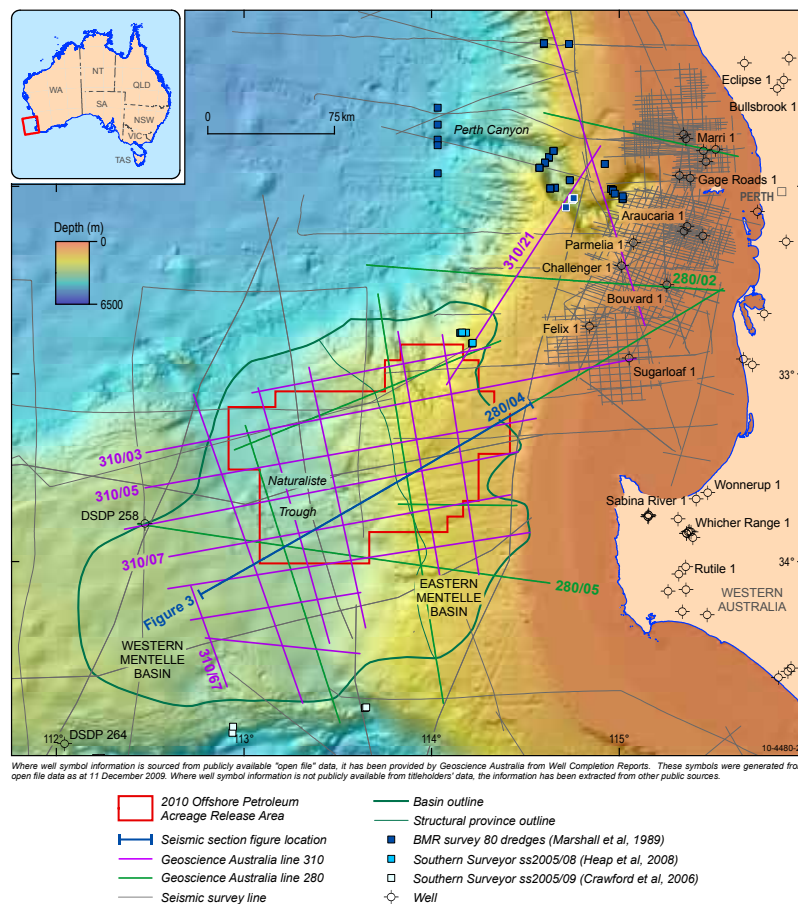 NT
WA
QLD
SA
NSW
VIC
TAS
0
75 km
Perth Canyon
Eclipse 1
Bullsbrook 1
Marri 1
Gage Roads 1
PERTH
Araucaria 1
Parmelia 1
Challenger 1
280/02
Bouvard 1
Felix 1
Sugarloaf 1
310/21
Depth (m)
0
6500
33°
280/04
310/03
310/05
Naturaliste
Trough
DSDP 258
310/07
Wonnerup 1
Sabina River 1
Whicher Range 1
34°
Rutile 1
WESTERN
AUSTRALIA
280/05
EASTERN
MENTELLE
BASIN
Figure 3
WESTERN
MENTELLE
BASIN
310/67
DSDP 264
112°
113°
114°
115°
10-4480-2
Where well symbol information is sourced from publicly available "open file" data, it has been provided by Geoscience Australia from Well Completion Reports. These symbols were generated from
open file data as at 11 December 2009. Where well symbol information is not publicly available from titleholders' data, the information has been extracted from other public sources.
2010 Offshore Petroleum
Acreage Release Area
Seismic section figure location
Geoscience Australia line 310
Geoscience Australia line 280
Seismic survey line
Basin outline
Structural province outline
BMR survey 80 dredges (Marshall et al, 1989)
Southern Surveyor ss2005/08 (Heap et al, 2008)
Southern Surveyor ss2005/09 (Crawford et al, 2006)
Well